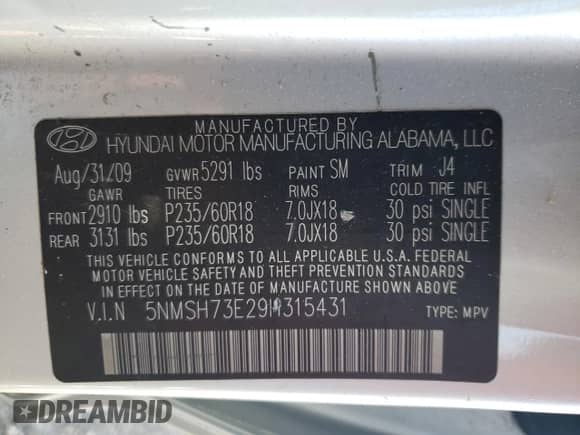 MANUFACTURED BY
HYUNDAI MOTOR MANUFACTURING ALABAMA, LLC
Aug/31/09 GVWR 5291 lbs PAINT SM TRIM J4
GAWR TIRES RIMS COLD TIRE INFL
FRONT 2910 lbs P235/60R18 7.0JX18 30 psi SINGLE
REAR 3131 lbs P235/60R18 7.0JX18 30 psi SINGLE
THIS VEHICLE CONFORMS TO ALL APPLICABLE U.S.A. FEDERAL
MOTOR VEHICLE SAFETY AND THEFT PREVENTION STANDARDS
IN EFFECT ON THE DATE OF MANUFACTURE SHOWN ABOVE
V.I.N 5NMSH73E29H315431 TYPE: MPV
DREAMBID